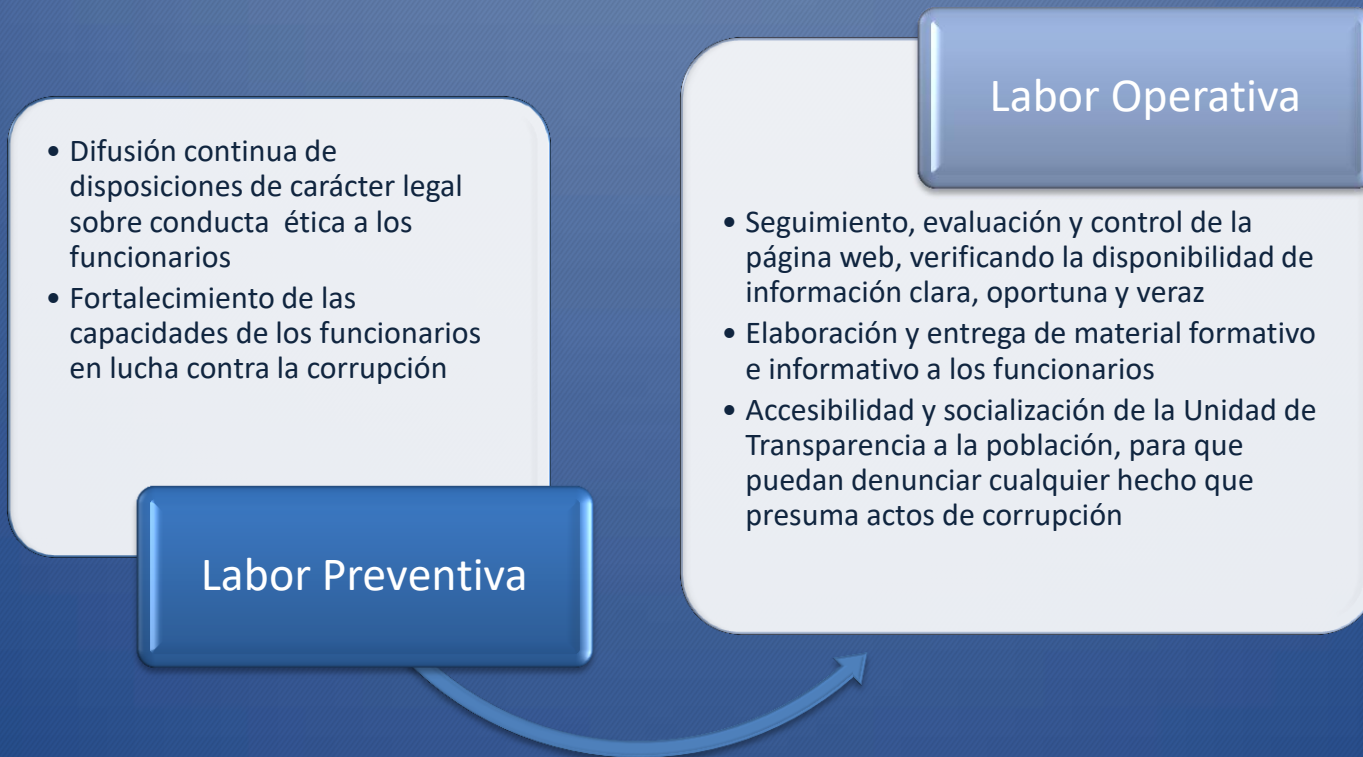 • Difusión continua de
disposiciones de carácter legal
sobre conducta  ética a los
funcionarios
• Fortalecimiento de las
capacidades de los funcionarios
en lucha contra la corrupción
Labor Preventiva
Labor Operativa
• Seguimiento, evaluación y control de la
página web, verificando la disponibilidad de
información clara, oportuna y veraz
• Elaboración y entrega de material formativo
e informativo a los funcionarios
• Accesibilidad y socialización de la Unidad de
Transparencia a la población, para que
puedan denunciar cualquier hecho que
presuma actos de corrupción